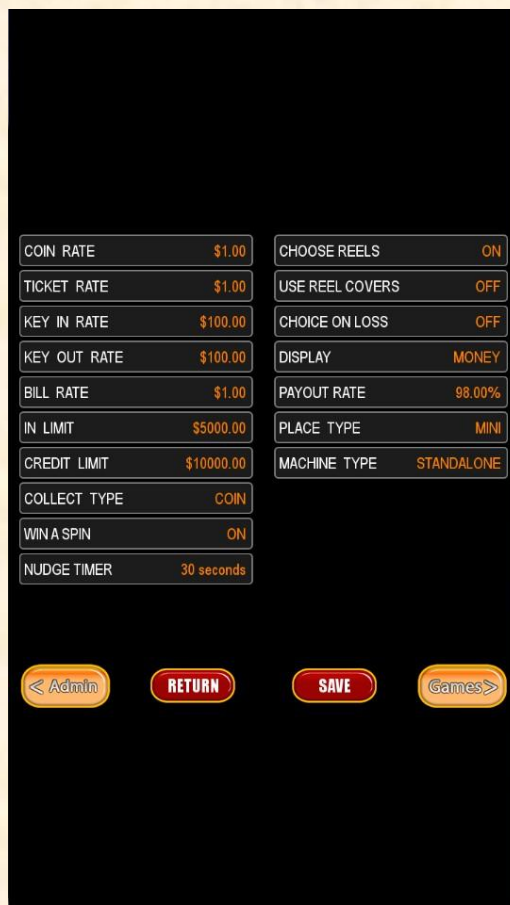 COIN RATE $1.00
TICKET RATE $1.00
KEY IN RATE $100.00
KEY OUT RATE $100.00
BILL RATE $1.00
IN LIMIT $5000.00
CREDIT LIMIT $10000.00
COLLECT TYPE COIN
WIN A SPIN ON
NUDGE TIMER 30 seconds
CHOOSE REELS ON
USE REEL COVERS OFF
CHOICE ON LOSS OFF
DISPLAY MONEY
PAYOUT RATE 98.00%
PLACE TYPE MINI
MACHINE TYPE STANDALONE
< Admin RETURN SAVE Games>